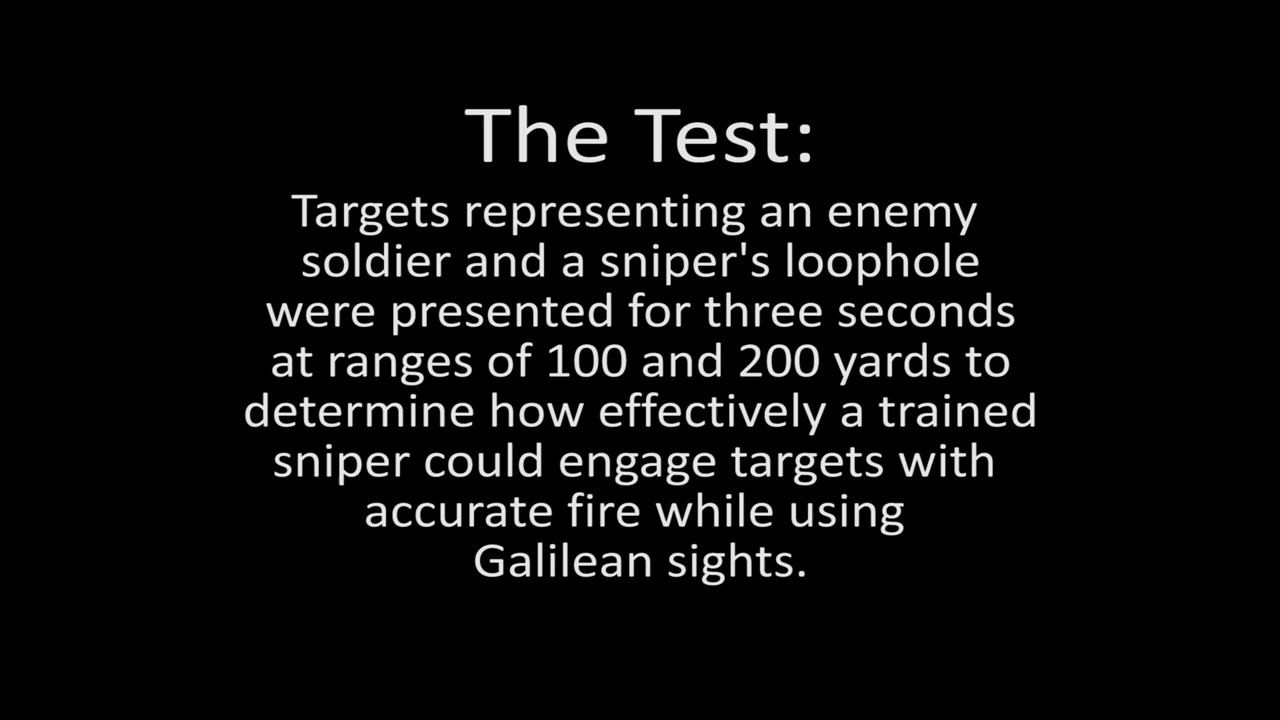 The Test:
Targets representing an enemy
soldier and a sniper's loophole
were presented for three seconds
at ranges of 100 and 200 yards to
determine how effectively a trained
sniper could engage targets with
accurate fire while using
Galilean sights.